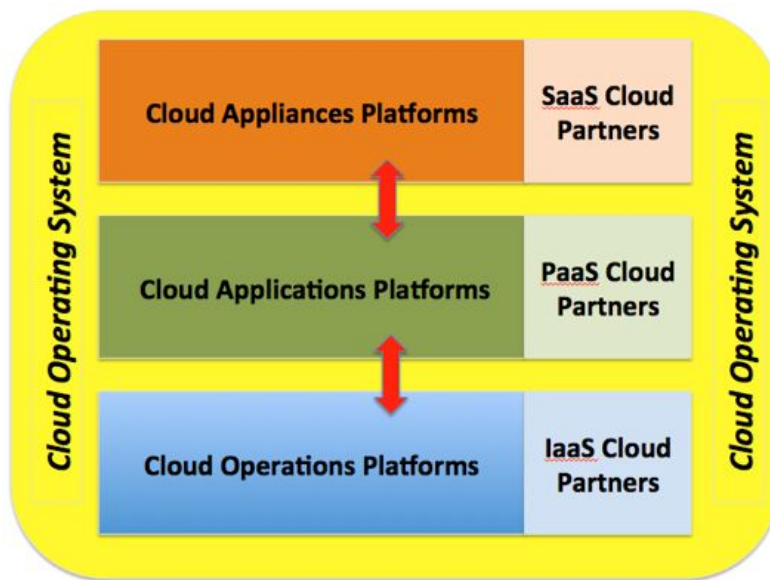 Cloud Operating System
Cloud Appliances Platforms
SaaS Cloud
Partners
Cloud Applications Platforms
PaaS Cloud
Partners
Cloud Operations Platforms
IaaS Cloud
Partners
Cloud Operating System